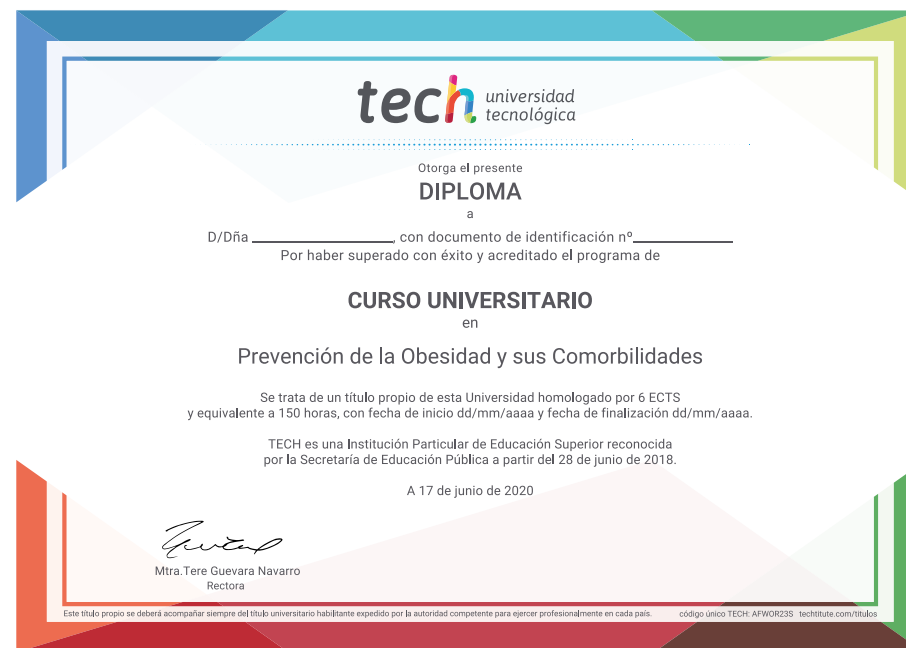 tech universidad
tecnológica
Otorga el presente
DIPLOMA
a
D/Dña ____________________, con documento de identificación nº______________
Por haber superado con éxito y acreditado el programa de
CURSO UNIVERSITARIO
en
Prevención de la Obesidad y sus Comorbilidades
Se trata de un título propio de esta Universidad homologado por 6 ECTS
y equivalente a 150 horas, con fecha de inicio dd/mm/aaaa y fecha de finalización dd/mm/aaaa.
TECH es una Institución Particular de Educación Superior reconocida
por la Secretaría de Educación Pública a partir del 28 de junio de 2018.
A 17 de junio de 2020
Mtra.Tere Guevara Navarro
Rectora
Este título propio se deberá acompañar siempre del título universitario habilitante expedido por la autoridad competente para ejercer profesionalmente en cada país. código único TECH: AFWOR23S techtitute.com/titulos